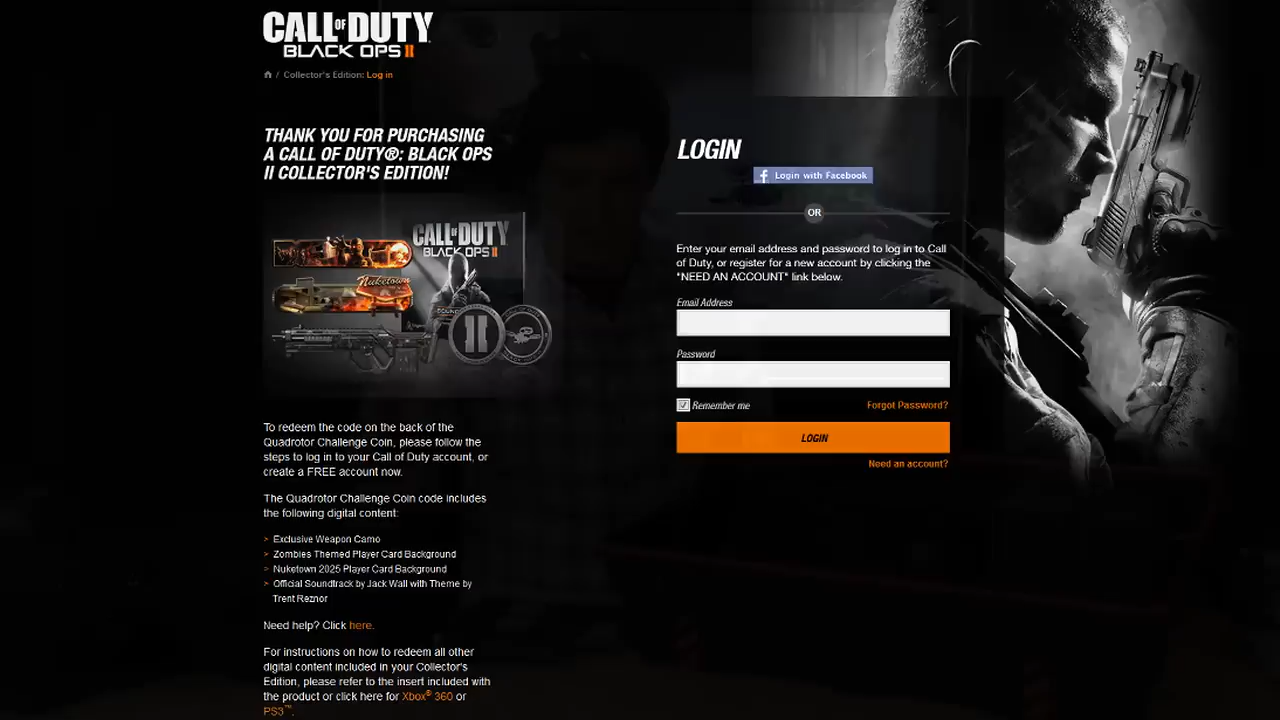 CALL OF DUTY
BLACK OPS II
/ Collector's Edition: Log in
THANK YOU FOR PURCHASING
A CALL OF DUTY®: BLACK OPS
II COLLECTOR'S EDITION!
CALL OF DUTY
BLACK OPS II
Nuketown
II
To redeem the code on the back of the
Quadrotor Challenge Coin, please follow the
steps to log in to your Call of Duty account, or
create a FREE account now.
The Quadrotor Challenge Coin code includes
the following digital content:
> Exclusive Weapon Camo
> Zombies Themed Player Card Background
> Nuketown 2025 Player Card Background
> Official Soundtrack by Jack Wall with Theme by
Trent Reznor
Need help? Click here.
For instructions on how to redeem all other
digital content included in your Collector's
Edition, please refer to the insert included with
the product or click here for Xbox® 360 or
PS3™.
LOGIN
f Login with Facebook
OR
Enter your email address and password to log in to Call
of Duty, or register for a new account by clicking the
"NEED AN ACCOUNT" link below.
Email Address
Password
Remember me
Forgot Password?
LOGIN
Need an account?